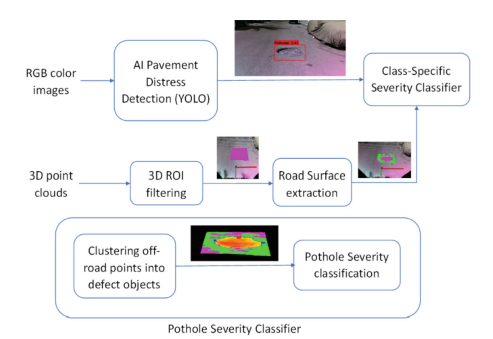 RGB color
images
AI Pavement
Distress
Detection (YOLO)
Class-Specific
Severity Classifier
3D point
clouds
3D ROI
filtering
Road Surface
extraction
Clustering off-
road points into
defect objects
Pothole Severity
classification
Pothole Severity Classifier